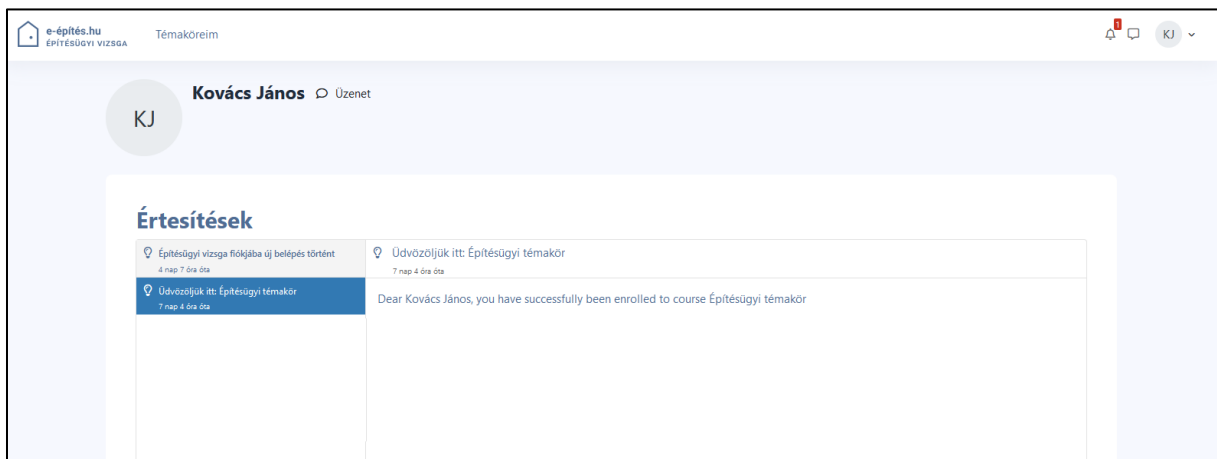 e-építés.hu
ÉPÍTÉSÜGYI VIZSGA
Témaköreim
1
KJ
KJ
Kovács János
Üzenet
Értesítések
Építésügyi vizsga fiókjába új belépés történt
4 nap 7 óra óta
Üdvözöljük itt: Építésügyi témakör
7 nap 4 óra óta
Üdvözöljük itt: Építésügyi témakör
7 nap 4 óra óta
Dear Kovács János, you have successfully been enrolled to course Építésügyi témakör